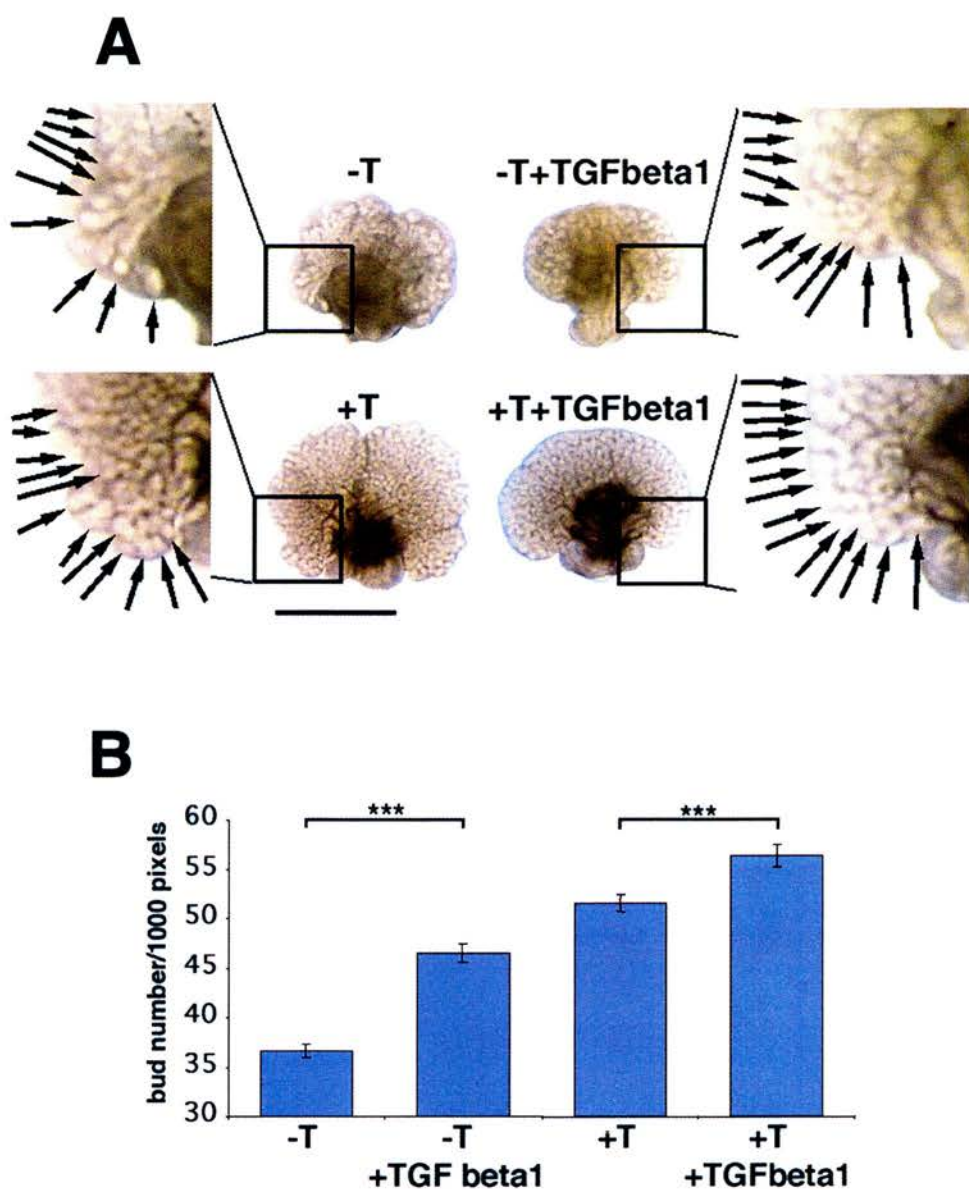 A
-T
-T+TGFbeta1
+T
+T+TGFbeta1
B
bud number/1000 pixels
60
55
50
45
40
35
30
***
***
-T
-T
+TGF beta1
+T
+T
+TGFbeta1